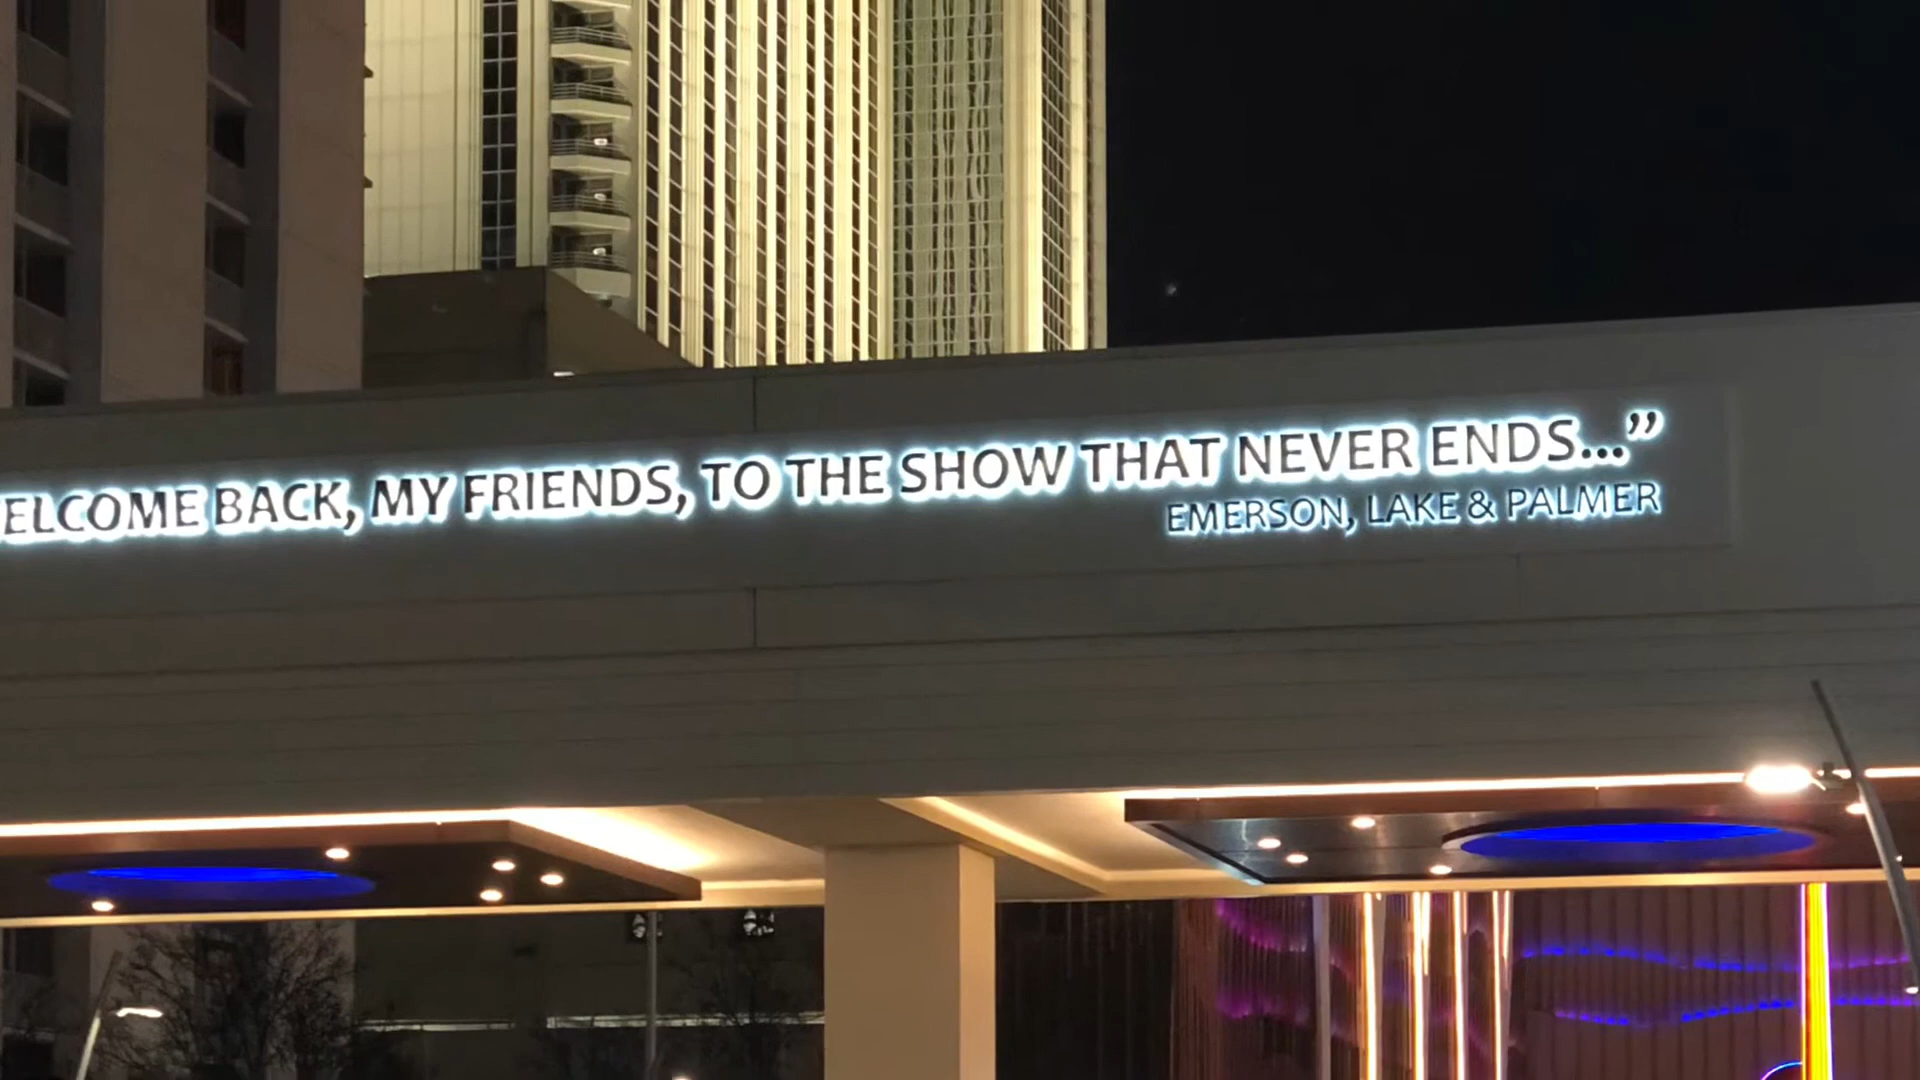 ELCOME BACK, MY FRIENDS, TO THE SHOW THAT NEVER ENDS...”
EMERSON, LAKE & PALMER